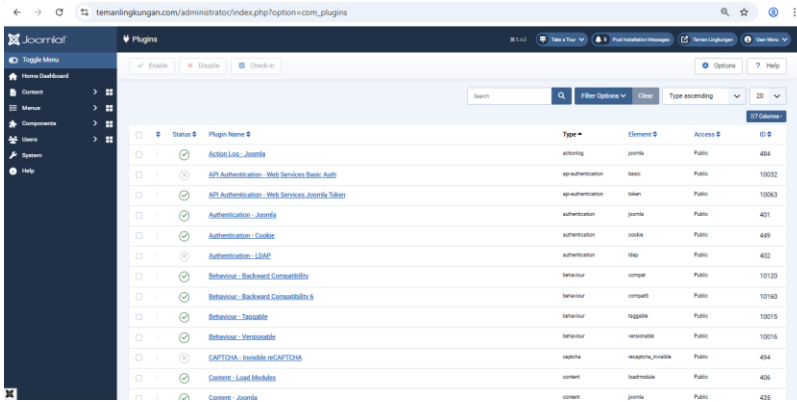 temanlingkungan.com/administrator/index.php?option=com_plugins
Joomla!
Plugins
5.4.0
Take a Tour
6
Post Installation Messages
Teman Lingkungan
User Menu
Toggle Menu
Enable
Disable
Check-in
Options
? Help
Home Dashboard
Content
Menus
Components
Users
System
Help
Search
Filter Options
Clear
Type ascending
20
7/7 Columns
Status Plugin Name Type Element Access ID
Action Log - Joomla actionlog joomla Public 484
API Authentication - Web Services Basic Auth api-authentication basic Public 10032
API Authentication - Web Services Joomla Token api-authentication token Public 10063
Authentication - Joomla authentication joomla Public 401
Authentication - Cookie authentication cookie Public 449
Authentication - LDAP authentication ldap Public 402
Behaviour - Backward Compatibility behaviour compat Public 10120
Behaviour - Backward Compatibility 6 behaviour compat6 Public 10160
Behaviour - Taggable behaviour taggable Public 10015
Behaviour - Versionable behaviour versionable Public 10016
CAPTCHA - Invisible reCAPTCHA captcha recaptcha_invisible Public 494
Content - Load Modules content loadmodule Public 406
Content - Joomla content joomla Public 435